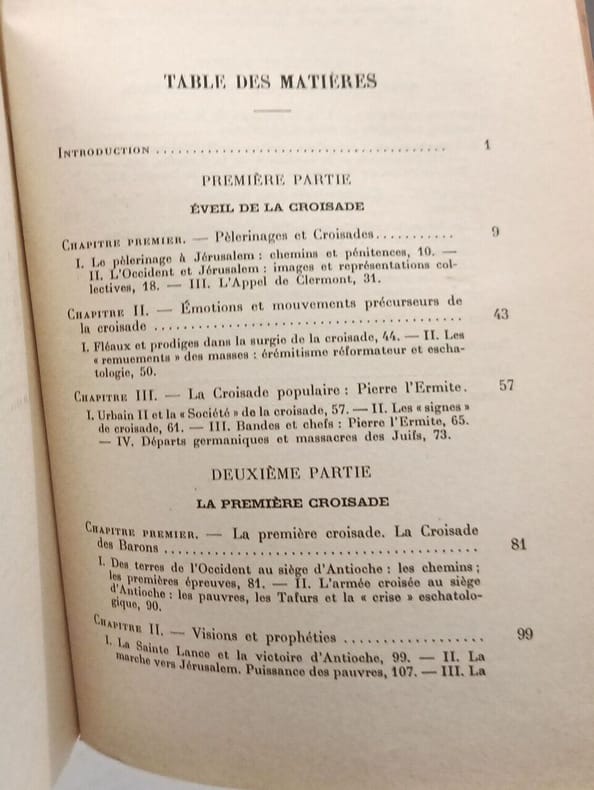 TABLE DES MATIÈRES
INTRODUCTION ........................................ 1
PREMIÈRE PARTIE
ÉVEIL DE LA CROISADE
CHAPITRE PREMIER. — Pèlerinages et Croisades........... 9
I. Le pèlerinage à Jérusalem : chemins et pénitences, 10. —
II. L'Occident et Jérusalem : images et représentations col-
lectives, 18. — III. L'Appel de Clermont, 31.
CHAPITRE II. — Émotions et mouvements précurseurs de
la croisade ........................................ 43
I. Fléaux et prodiges dans la surgie de la croisade, 44. — II. Les
« remuements » des masses : érémitisme réformateur et escha-
tologie, 50.
CHAPITRE III. — La Croisade populaire : Pierre l'Ermite. 57
I. Urbain II et la « Société » de la croisade, 57. — II. Les « signes »
de croisade, 61. — III. Bandes et chefs : Pierre l'Ermite, 65.
— IV. Départs germaniques et massacres des Juifs, 73.
DEUXIÈME PARTIE
LA PREMIÈRE CROISADE
CHAPITRE PREMIER. — La première croisade. La Croisade
des Barons ........................................ 81
I. Des terres de l'Occident au siège d'Antioche : les chemins ;
les premières épreuves, 81. — II. L'armée croisée au siège
d'Antioche : les pauvres, les Tafurs et la « crise » eschatolo-
gique, 90.
CHAPITRE II. — Visions et prophéties .................. 99
I. La Sainte Lance et la victoire d'Antioche, 99. — II. La
marche vers Jérusalem. Puissance des pauvres, 107. — III. La